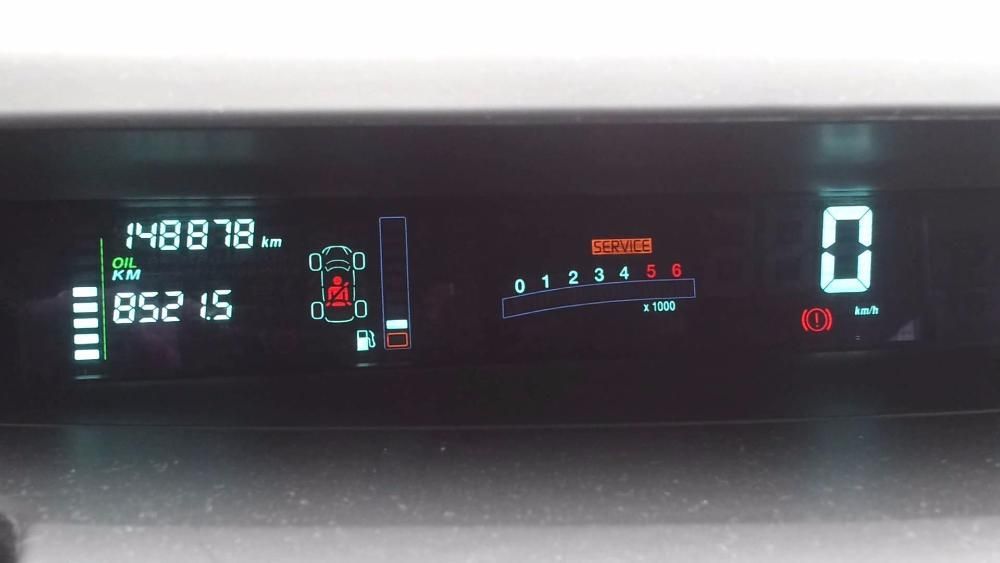 148878 km
OIL
KM
8521.5
SERVICE
0 1 2 3 4 5 6
x 1000
0
km/h